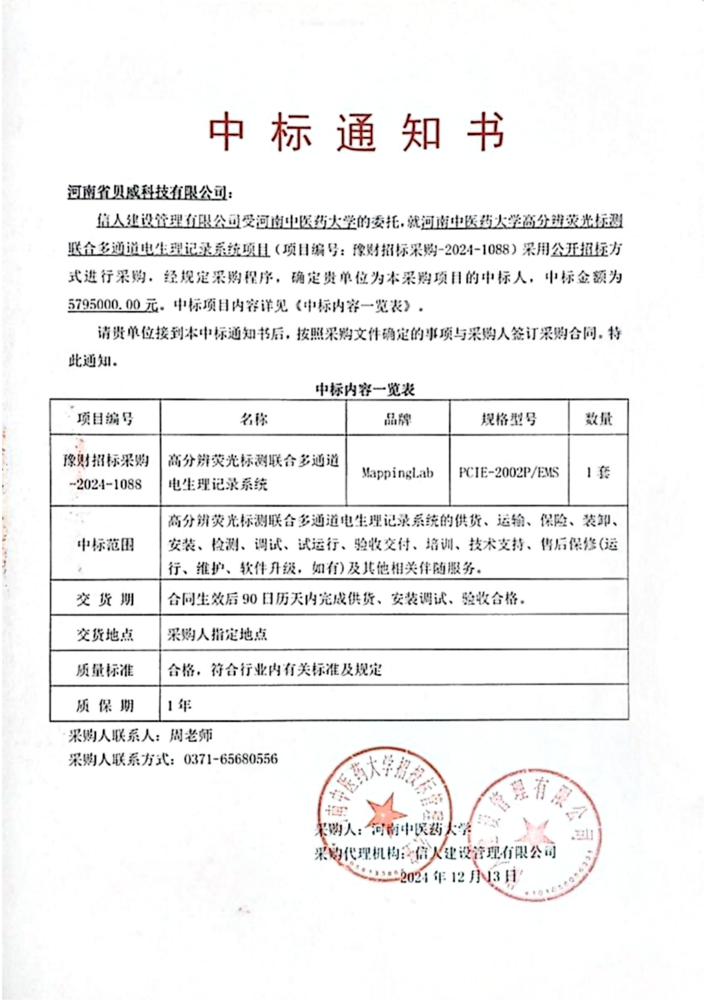 中标通知书
河南省贝威科技有限公司：
信人建设管理有限公司受河南中医药大学的委托，就河南中医药大学高分辨荧光标测
联合多通道电生理记录系统项目（项目编号：豫财招标采购-2024-1088）采用公开招标方
式进行采购，经规定采购程序，确定贵单位为本采购项目的中标人，中标金额为
5795000.00 元。中标项目内容详见《中标内容一览表》。
请贵单位接到本中标通知书后，按照采购文件确定的事项与采购人签订采购合同。特
此通知。
中标内容一览表
项目编号 名称 品牌 规格型号 数量
豫财招标采购 高分辨荧光标测联合多通道 MappingLab PCIE-2002P/EMS 1 套
-2024-1088 电生理记录系统
中标范围
高分辨荧光标测联合多通道电生理记录系统的供货、运输、保险、装卸、
安装、检测、调试、试运行、验收交付、培训、技术支持、售后保修(运
行、维护、软件升级，如有)及其他相关伴随服务。
交 货 期 合同生效后 90 日历天内完成供货、安装调试、验收合格。
交货地点 采购人指定地点
质量标准 合格，符合行业内有关标准及规定
质 保 期 1 年
采购人联系人：周老师
采购人联系方式：0371-65680556
南中医药大学招投标管理
建设管理有限公司
采购人：河南中医药大学
采购代理机构：信人建设管理有限公司
2024 年 12 月 13 日